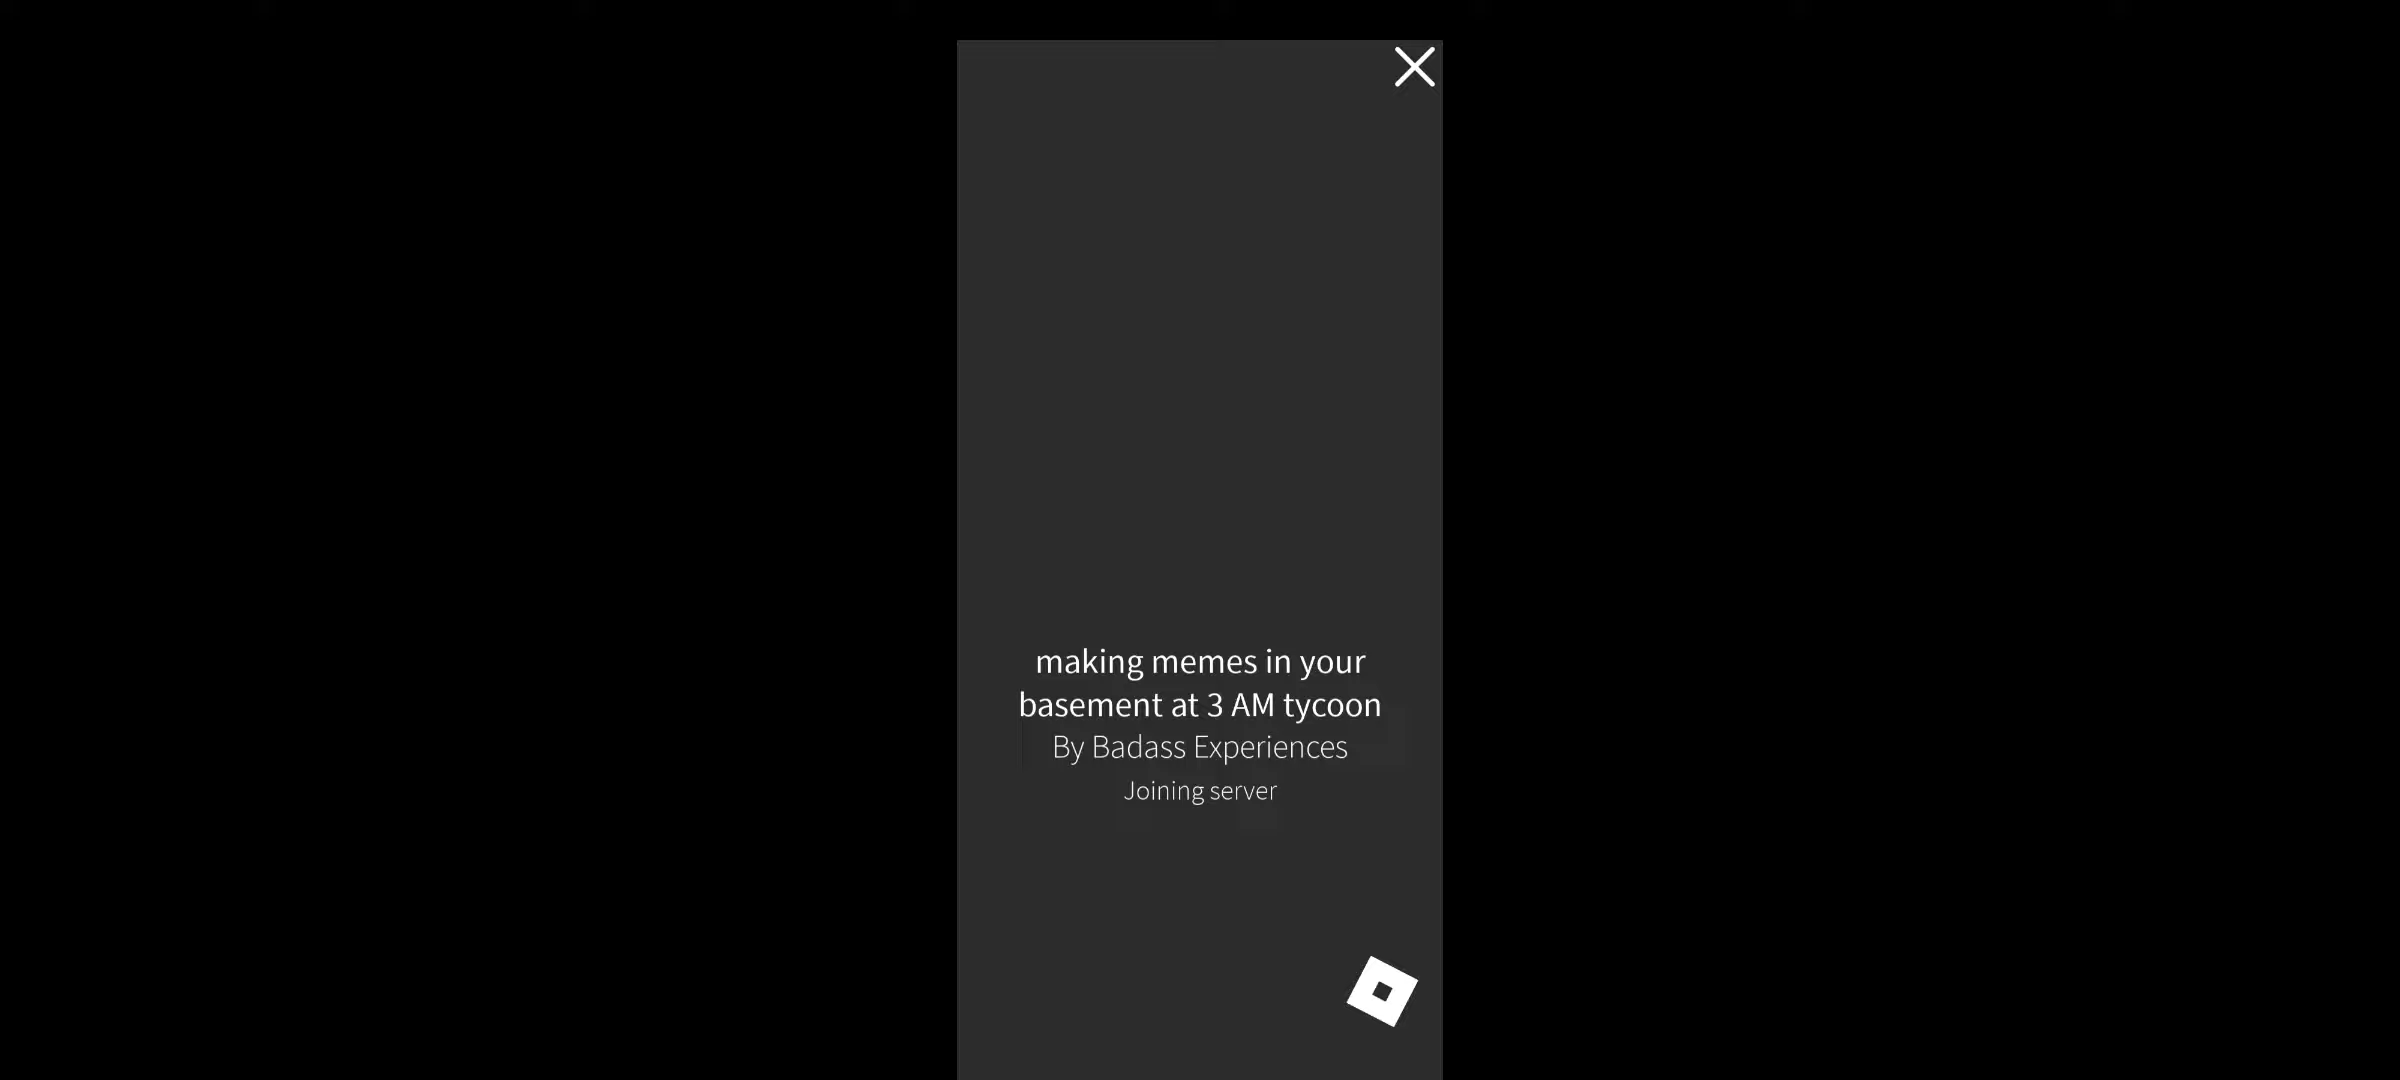 making memes in your
basement at 3 AM tycoon
By Badass Experiences
Joining server